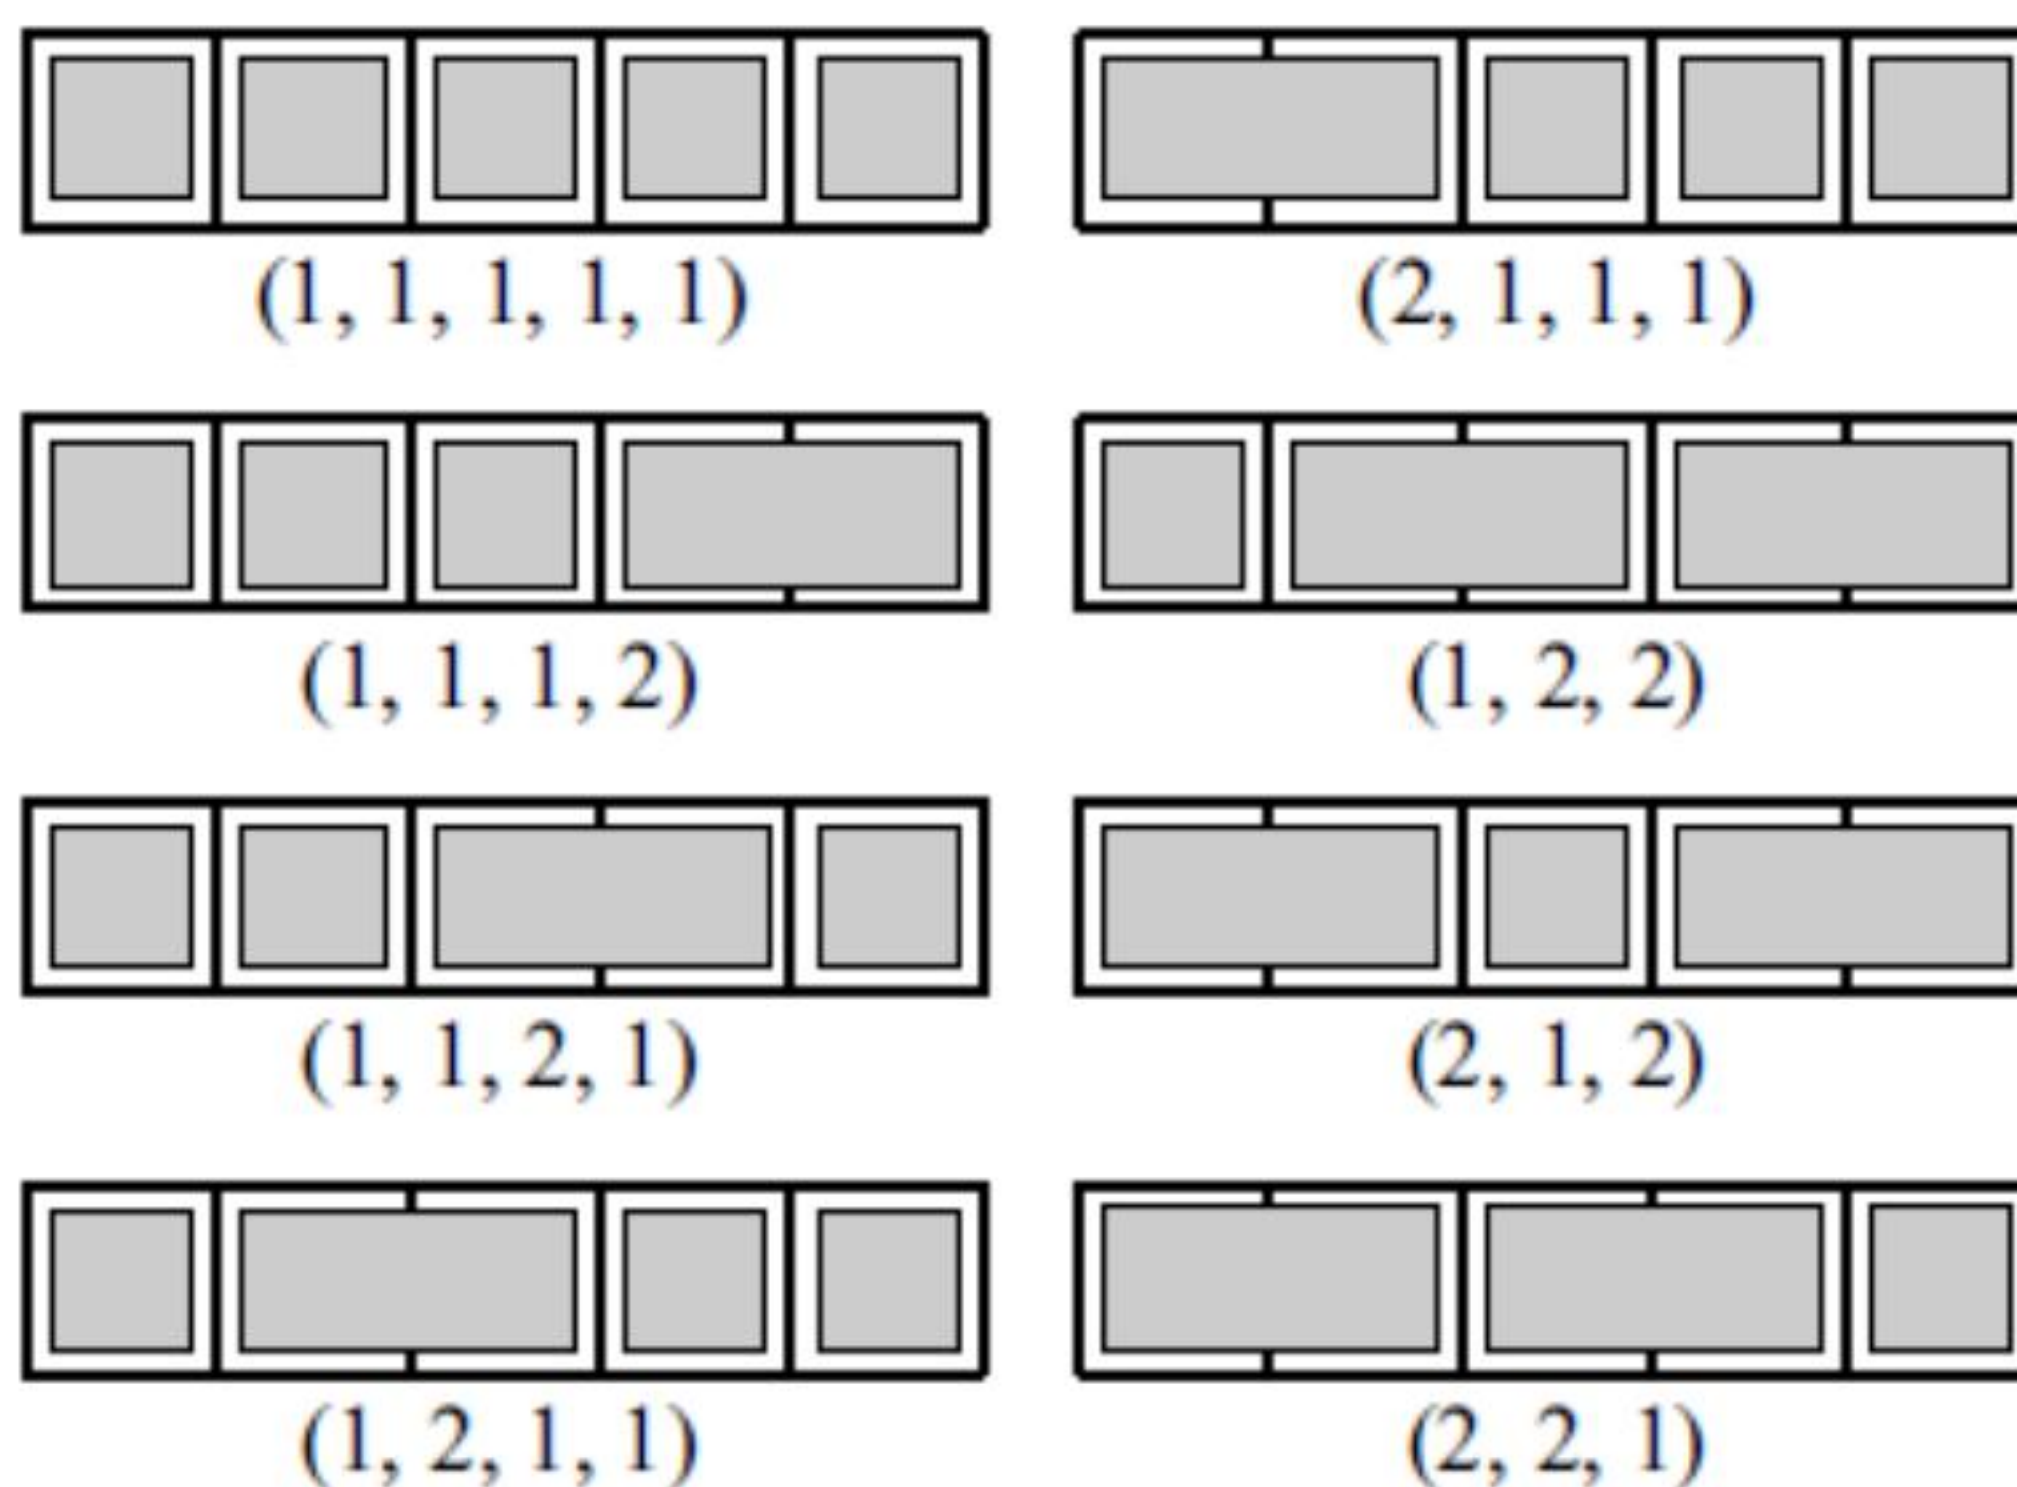 (1, 1, 1, 1, 1) (2, 1, 1, 1)
(1, 1, 1, 2) (1, 2, 2)
(1, 1, 2, 1) (2, 1, 2)
(1, 2, 1, 1) (2, 2, 1)